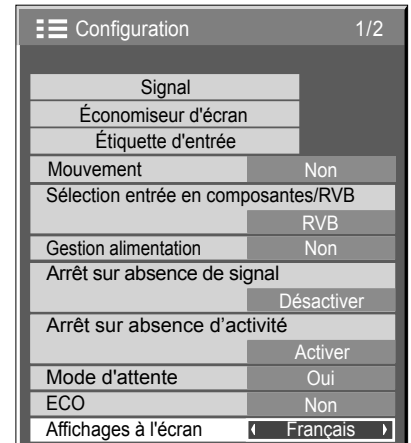 Configuration 1/2
Signal
Économiseur d'écran
Étiquette d'entrée
Mouvement Non
Sélection entrée en composantes/RVB
RVB
Gestion alimentation Non
Arrêt sur absence de signal
Désactiver
Arrêt sur absence d’activité
Activer
Mode d'attente Oui
ECO Non
Affichages à l'écran Français